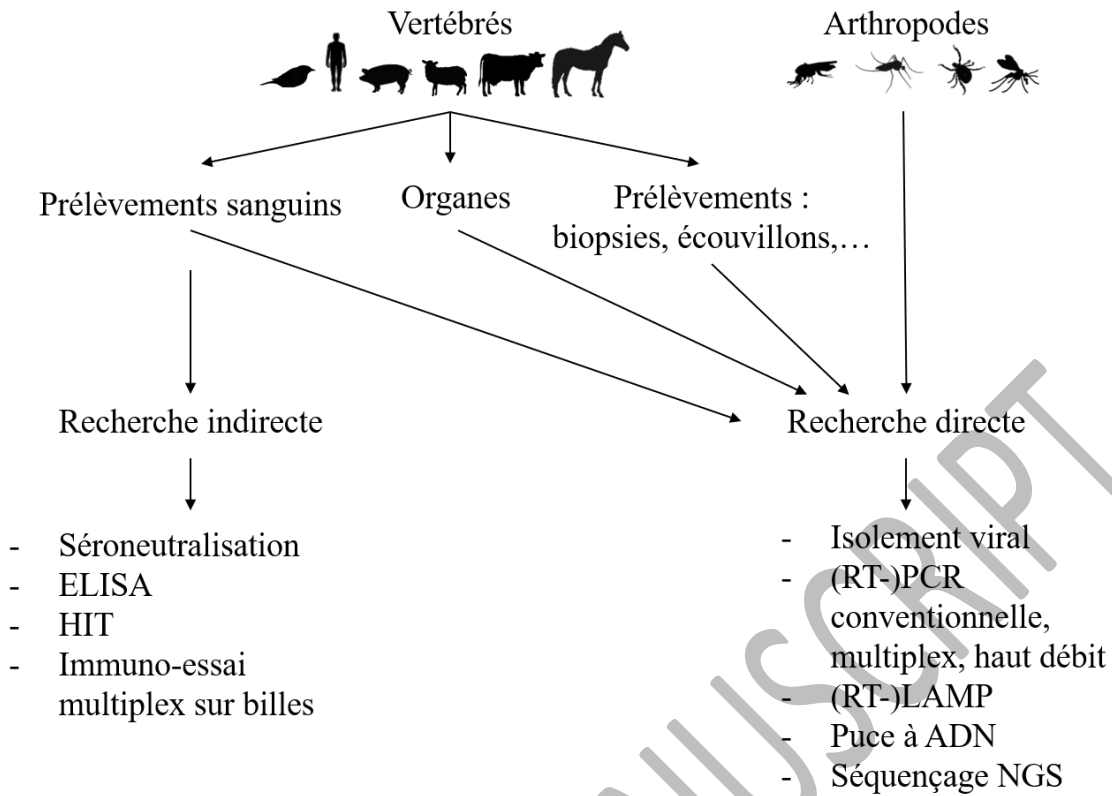 Vertébrés
Arthropodes
Prélèvements sanguins
Organes
Prélèvements :
biopsies, écouvillons,…
Recherche indirecte
Recherche directe
- Séroneutralisation
- ELISA
- HIT
- Immuno-essai
multiplex sur billes
- Isolement viral
- (RT-)PCR
conventionnelle,
multiplex, haut débit
- (RT-)LAMP
- Puce à ADN
- Séquençage NGS
NUSCRIPT